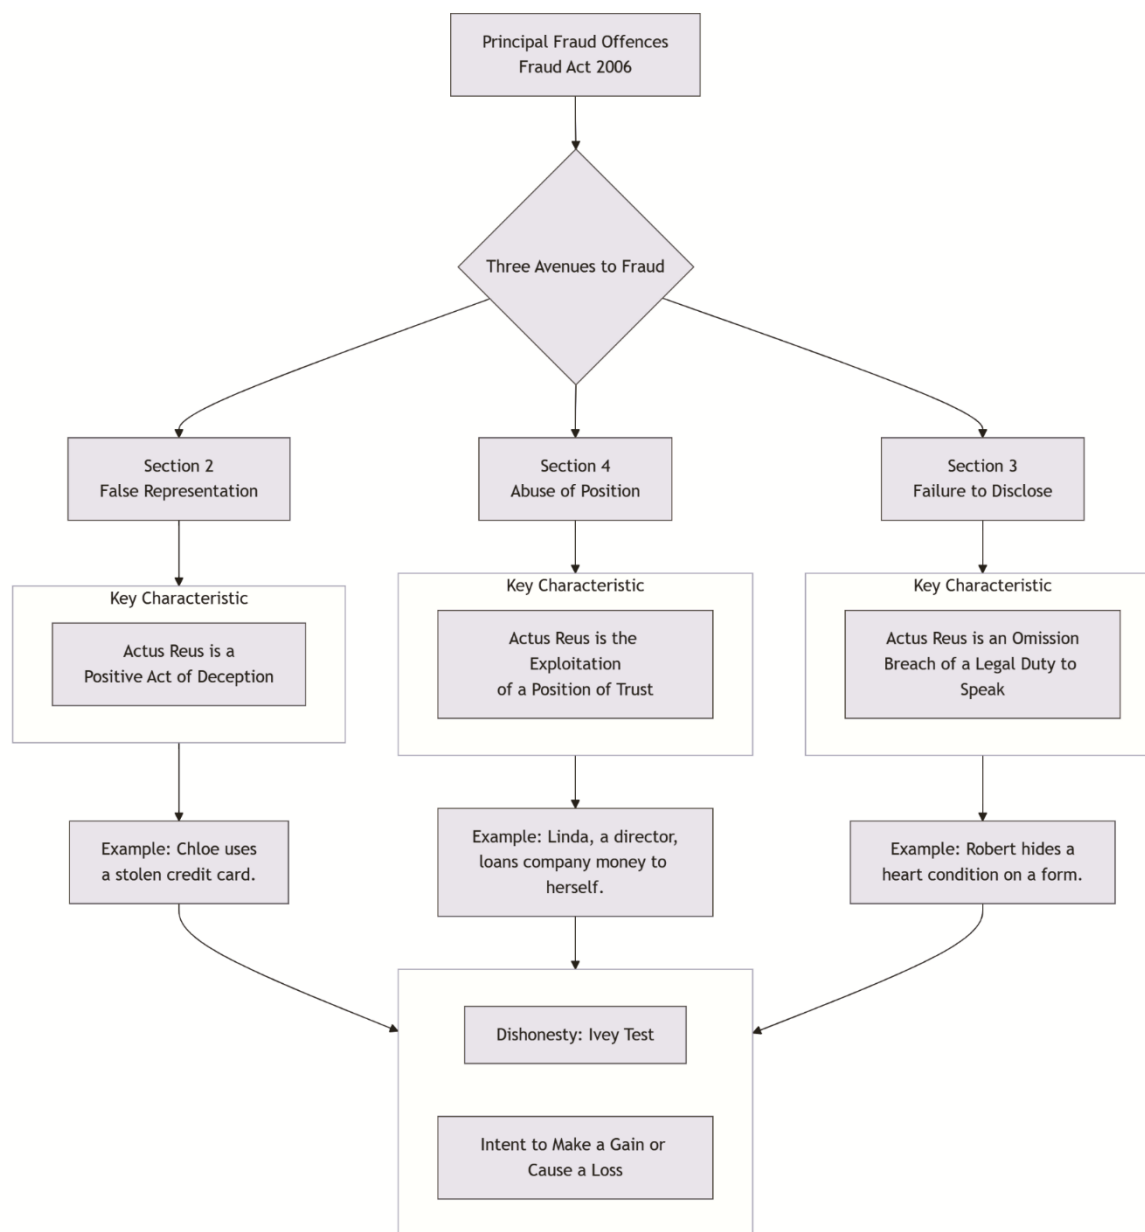 Principal Fraud Offences
Fraud Act 2006
Three Avenues to Fraud
Section 2
False Representation
Section 4
Abuse of Position
Section 3
Failure to Disclose
Key Characteristic
Actus Reus is a
Positive Act of Deception
Key Characteristic
Actus Reus is the
Exploitation
of a Position of Trust
Key Characteristic
Actus Reus is an Omission
Breach of a Legal Duty to
Speak
Example: Chloe uses
a stolen credit card.
Example: Linda, a director,
loans company money to
herself.
Example: Robert hides a
heart condition on a form.
Dishonesty: Ivey Test
Intent to Make a Gain or
Cause a Loss